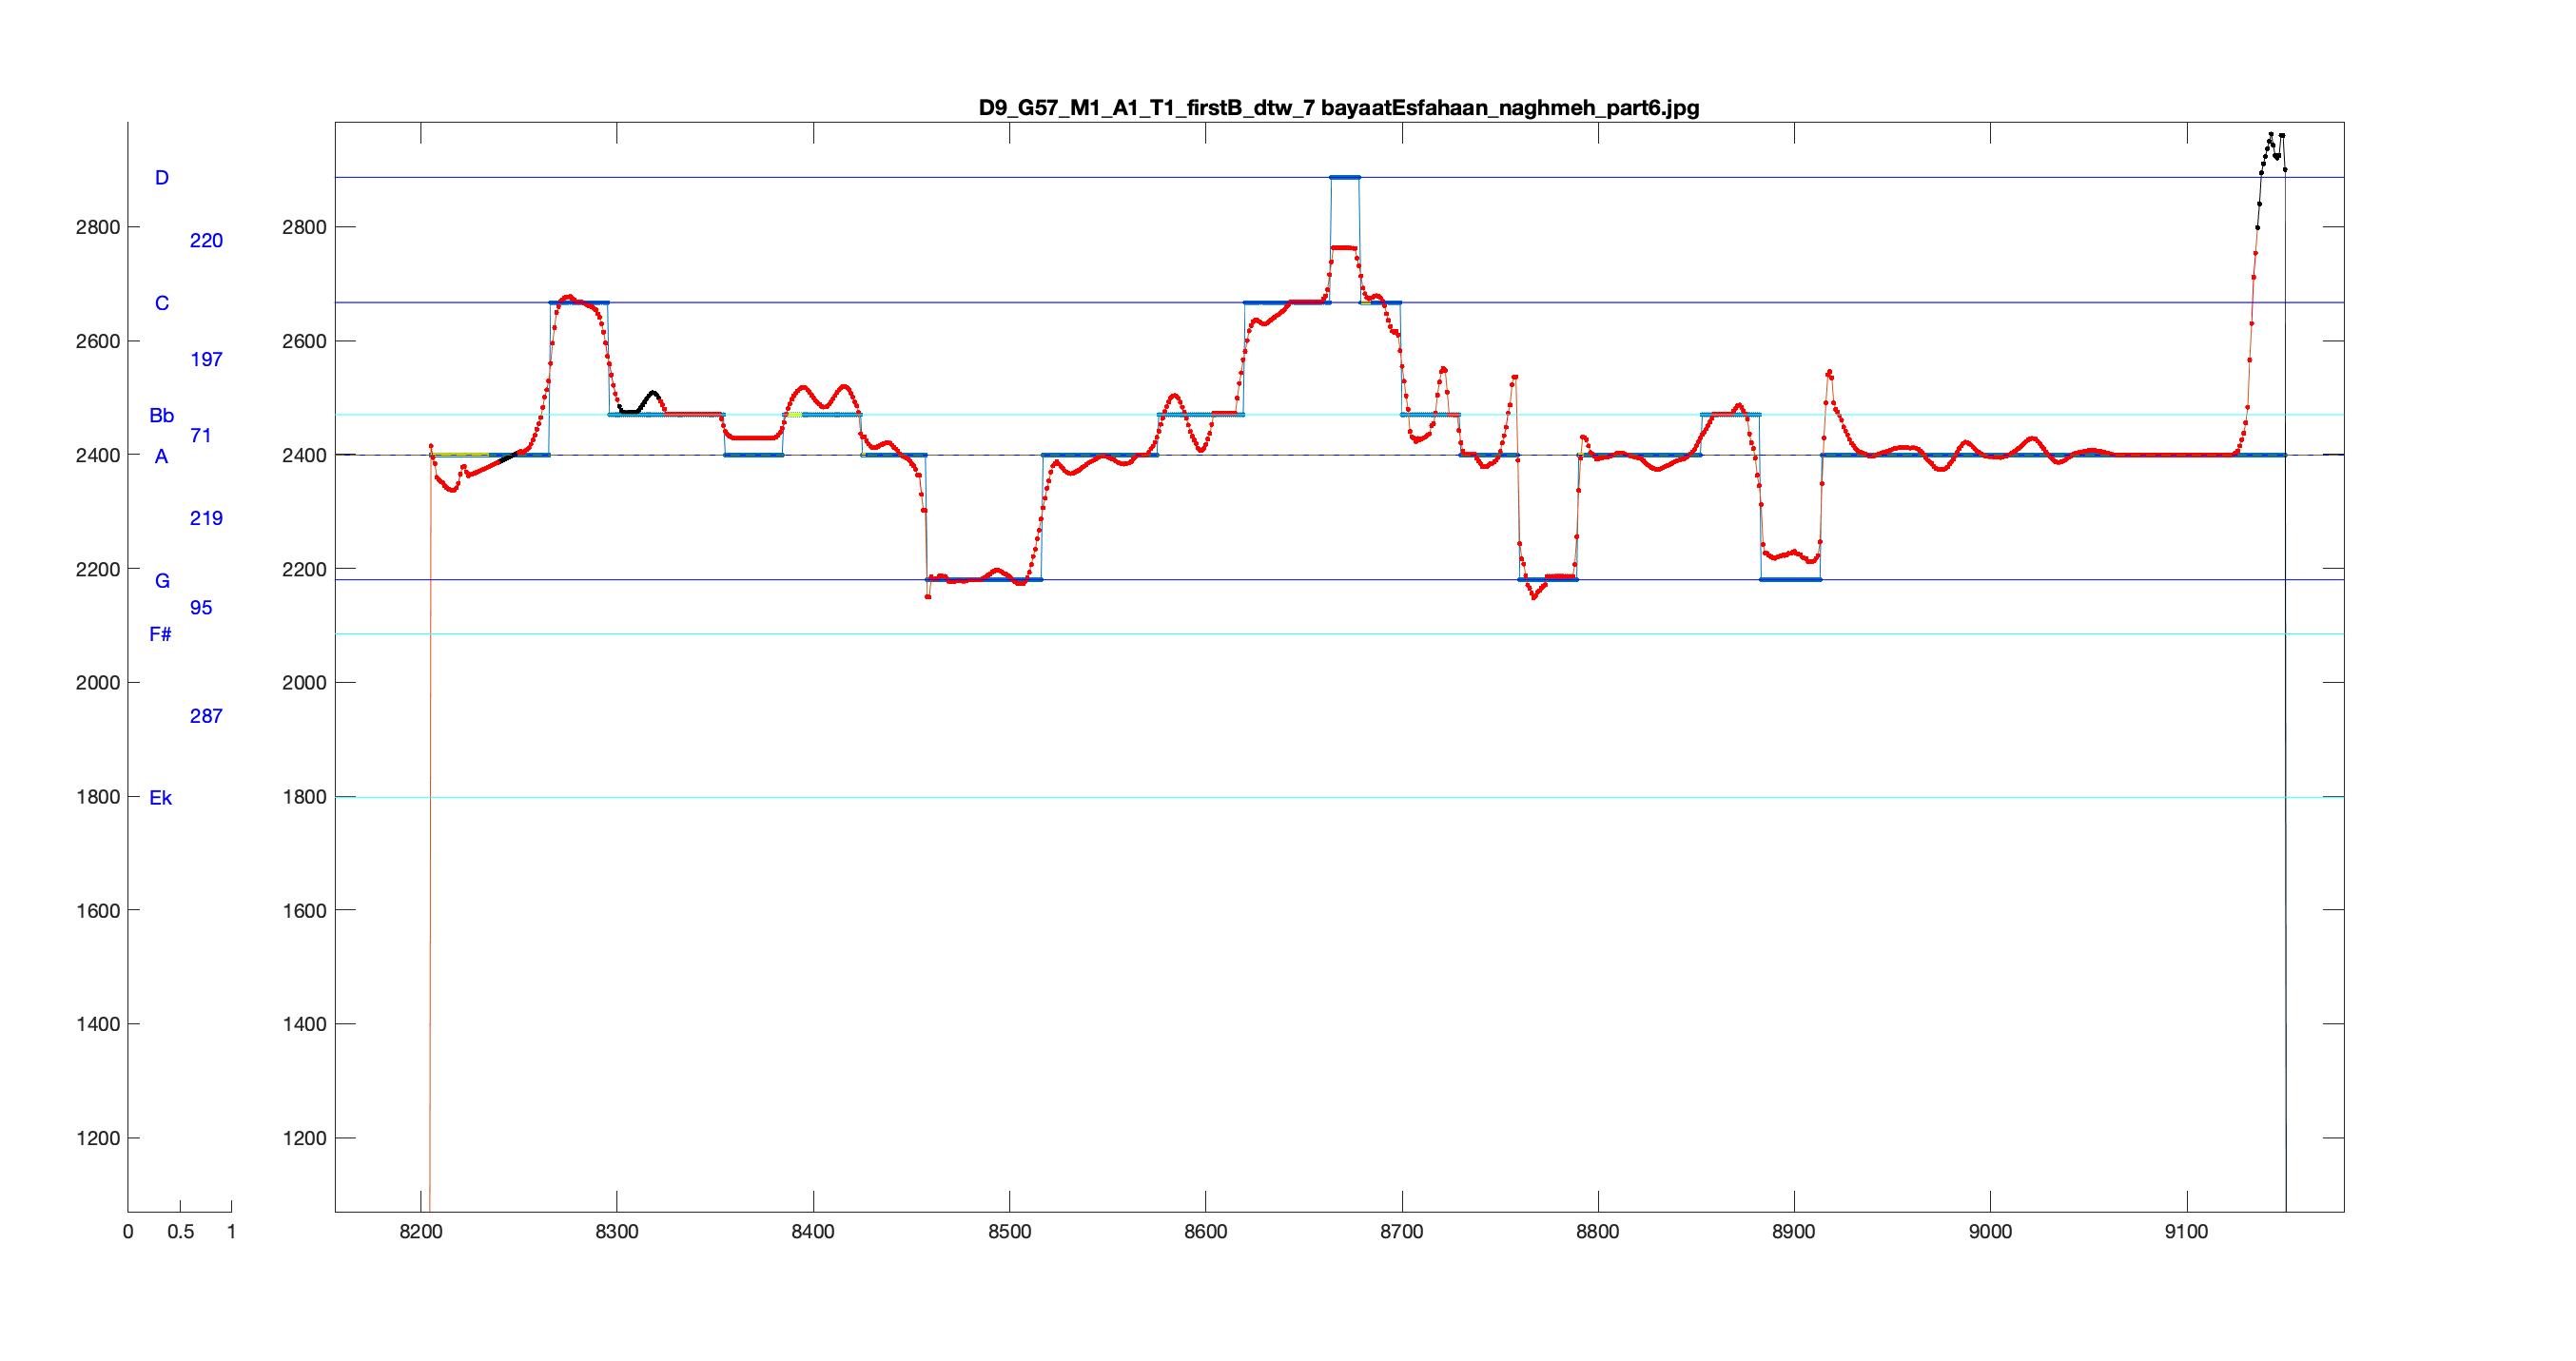 D9_G57_M1_A1_T1_firstB_dtw_7 bayaatEsfahaan_naghmeh_part6.jpg
D
2800 220 2800
C
2600 197 2600
Bb
71
2400 A 2400
219
2200 G 2200
95
F#
2000 2000
287
1800 Ek 1800
1600 1600
1400 1400
1200 1200
0 0.5 1 8200 8300 8400 8500 8600 8700 8800 8900 9000 9100